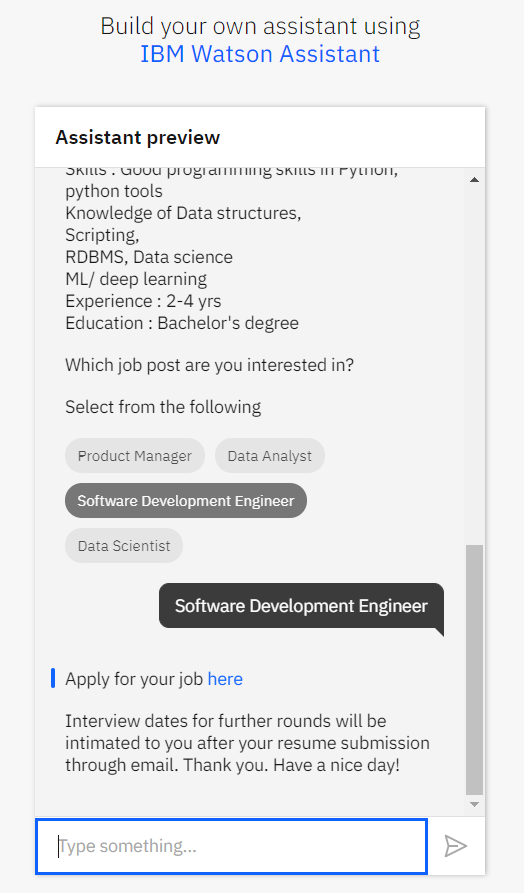 Build your own assistant using
IBM Watson Assistant
Assistant preview
Skills : Good programming skills in Python,
python tools
Knowledge of Data structures,
Scripting,
RDBMS, Data science
ML/ deep learning
Experience : 2-4 yrs
Education : Bachelor's degree
Which job post are you interested in?
Select from the following
Product Manager
Data Analyst
Software Development Engineer
Data Scientist
Software Development Engineer
Apply for your job here
Interview dates for further rounds will be
intimated to you after your resume submission
through email. Thank you. Have a nice day!
Type something...